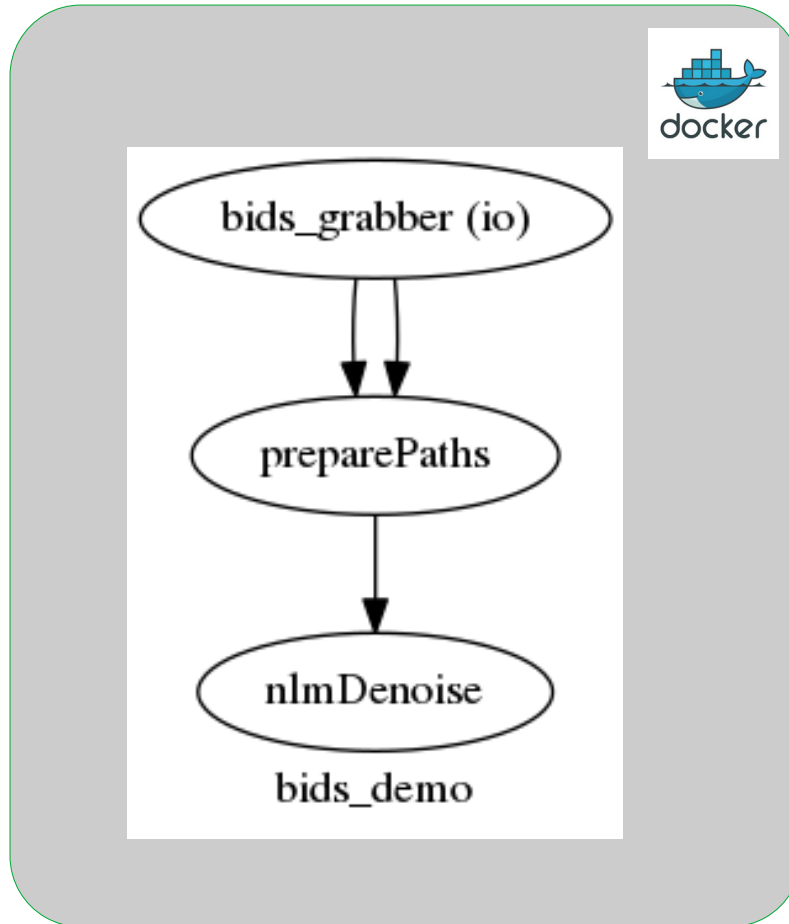 docker
bids_grabber (io)
preparePaths
nlmDenoise
bids_demo